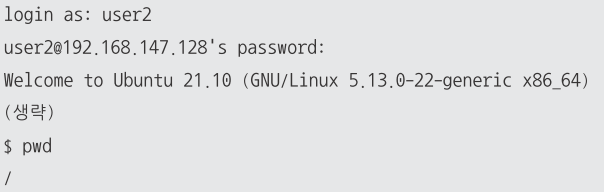 login as: user2
user2@192.168.147.128's password:
Welcome to Ubuntu 21.10 (GNU/Linux 5.13.0-22-generic x86_64)
(생략)
$ pwd
/